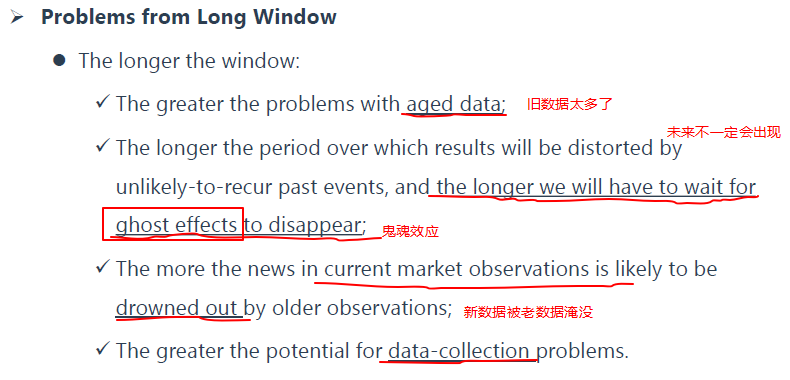 ➢ Problems from Long Window
● The longer the window:
✓ The greater the problems with aged data; 旧数据太多了
未来不一定会出现
✓ The longer the period over which results will be distorted by
unlikely-to-recur past events, and the longer we will have to wait for
ghost effects to disappear; 鬼魂效应
✓ The more the news in current market observations is likely to be
drowned out by older observations; 新数据被老数据淹没
✓ The greater the potential for data-collection problems.